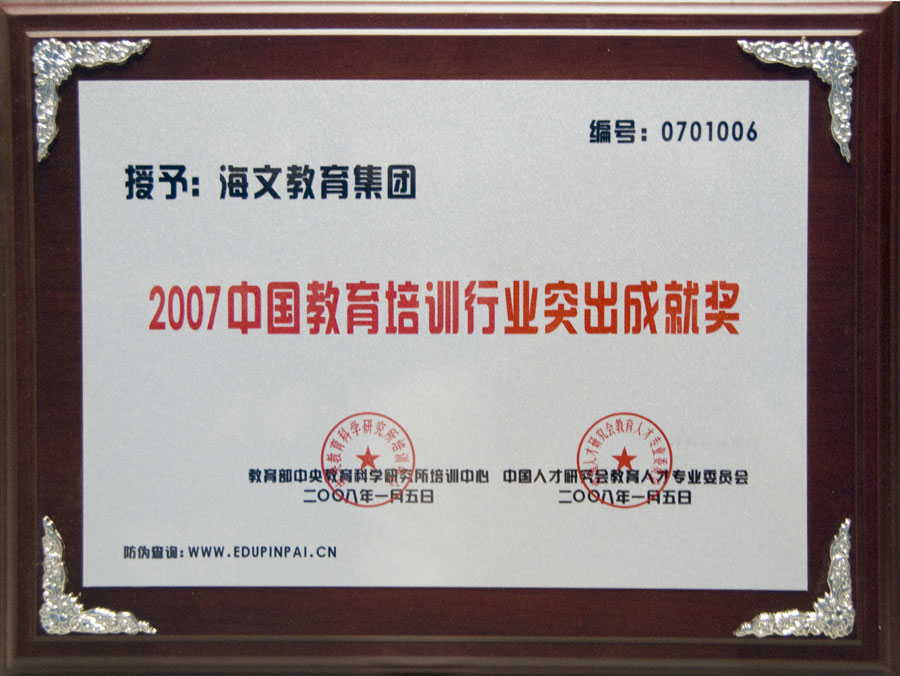 编号：0701006
授予：海文教育集团
2007中国教育培训行业突出成就奖
教育部中央教育科学研究所培训中心 中国人才研究会教育人才专业委员会
二〇〇八年一月五日 二〇〇八年一月五日
防伪查询：WWW.EDUPINPAI.CN